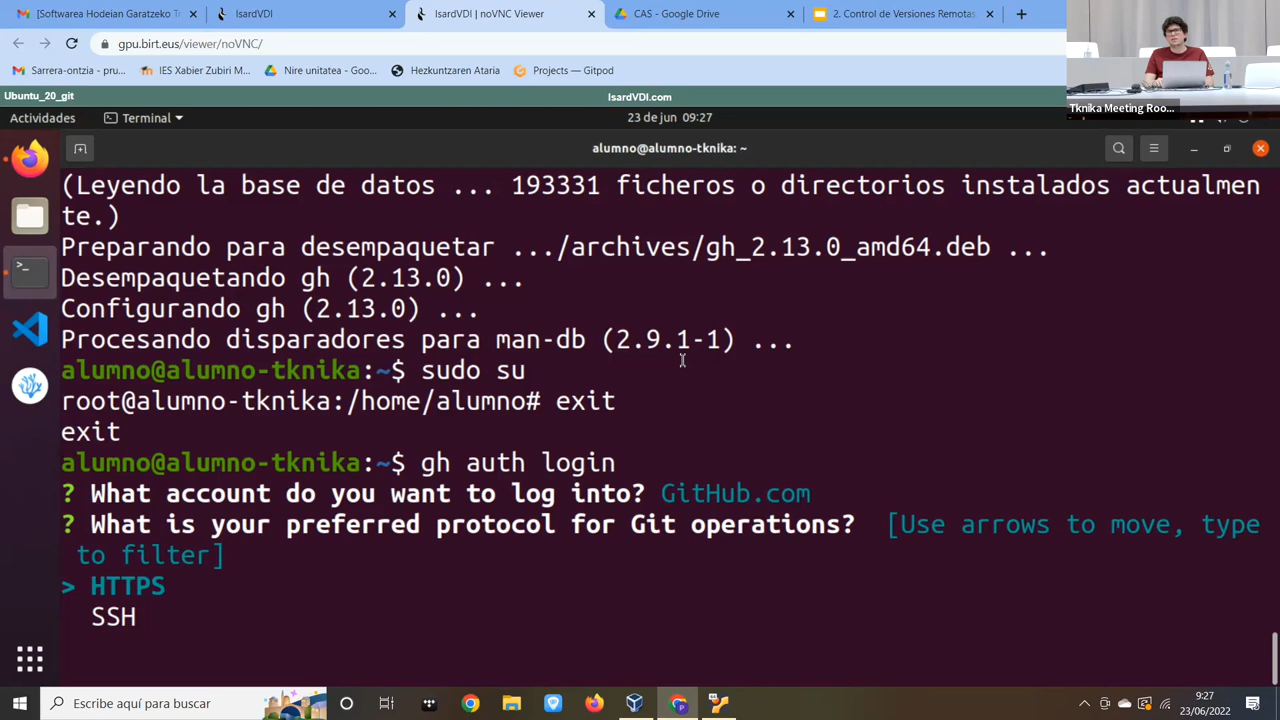 [Softwarea Hodeian Garatzeko T
IsardVDI
IsardVDI | noVNC Viewer
CAS - Google Drive
2. Control de Versiones Remotas
gpu.birt.eus/viewer/noVNC/
Sarrera-ontzia - pru...
IES Xabier Zubiri M...
Nire unitatea - Goo...
Hezkuntzaren Ataria
Projects — Gitpod
Tknika Meeting Roo...
Ubuntu_20_git
IsardVDI.com
Actividades
Terminal
23 de jun 09:27
alumno@alumno-tknika: ~
(Leyendo la base de datos ... 193331 ficheros o directorios instalados actualmen
te.)
Preparando para desempaquetar .../archives/gh_2.13.0_amd64.deb ...
Desempaquetando gh (2.13.0) ...
Configurando gh (2.13.0) ...
Procesando disparadores para man-db (2.9.1-1) ...
alumno@alumno-tknika:~$ sudo su
root@alumno-tknika:/home/alumno# exit
exit
alumno@alumno-tknika:~$ gh auth login
? What account do you want to log into? GitHub.com
? What is your preferred protocol for Git operations?  [Use arrows to move, type
to filter]
> HTTPS
SSH
Escribe aquí para buscar
9:27
23/06/2022